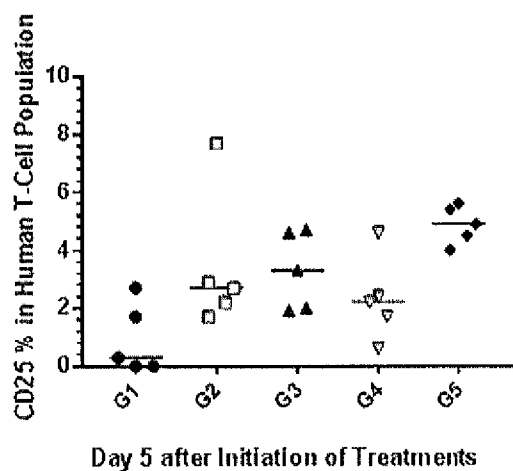 CD25 % in Human T-Cell Population
10
8
6
4
2
0
G1
G2
G3
G4
G5
Day 5 after Initiation of Treatments